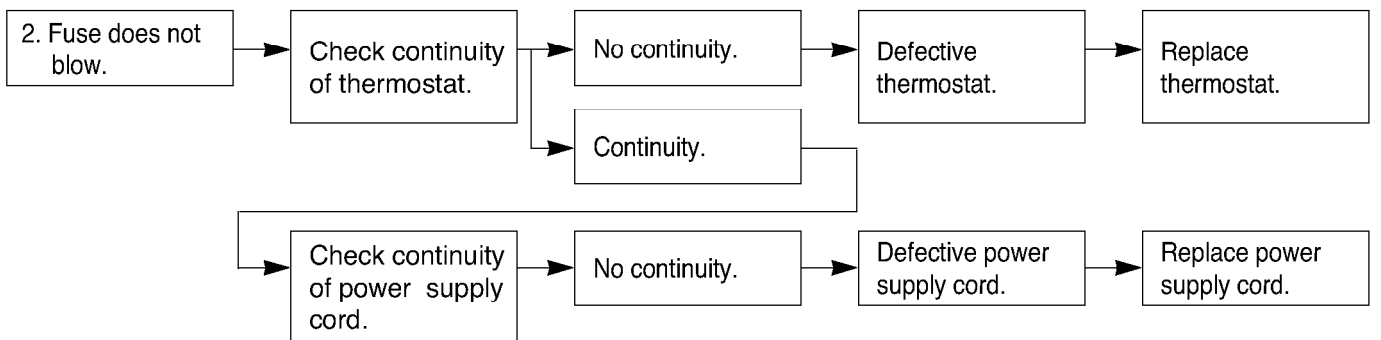 2. Fuse does not
blow.
Check continuity
of thermostat.
No continuity.
Defective
thermostat.
Replace
thermostat.
Continuity.
Check continuity
of power supply
cord.
No continuity.
Defective power
supply cord.
Replace power
supply cord.